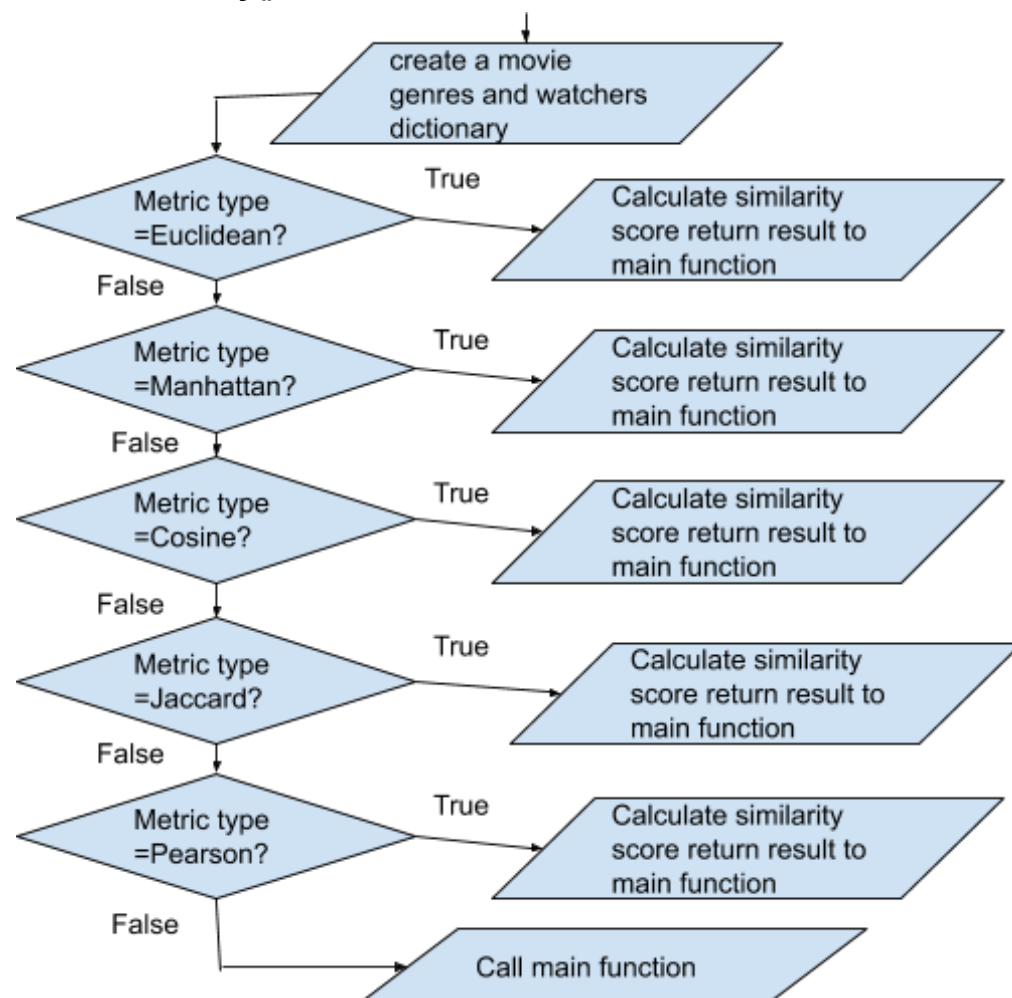 create a movie
genres and watchers
dictionary
True
Metric type
=Euclidean?
Calculate similarity
score return result to
main function
False
True
Metric type
=Manhattan?
Calculate similarity
score return result to
main function
False
True
Metric type
=Cosine?
Calculate similarity
score return result to
main function
False
True
Metric type
=Jaccard?
Calculate similarity
score return result to
main function
False
True
Metric type
=Pearson?
Calculate similarity
score return result to
main function
False
Call main function